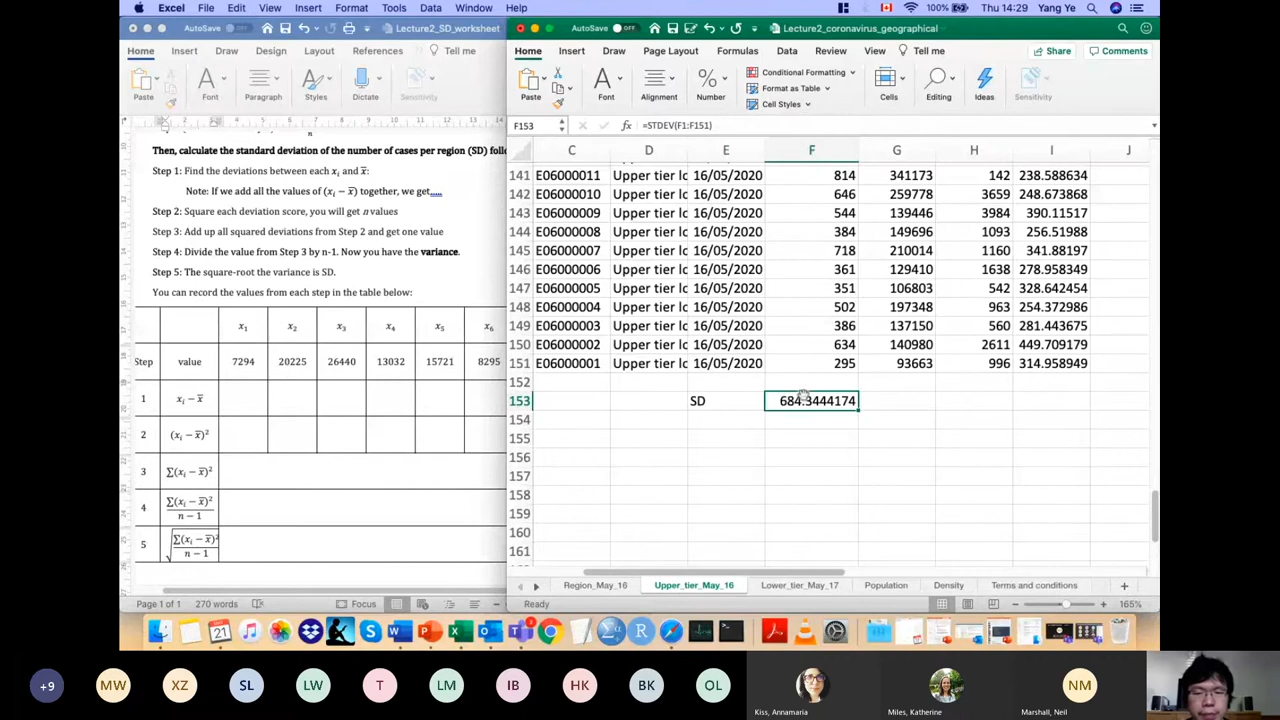 Excel File Edit View Insert Format Tools Data Window Help 100% Thu 14:29 Yang Ye
AutoSave OFF Lecture2_SD_worksheet
Home Insert Draw Design Layout References Tell me
Paste Font Paragraph Styles Dictate Sensitivity
Then, calculate the standard deviation of the number of cases per region (SD) foll
Step 1: Find the deviations between each xᵢ and x̅:
Note: If we add all the values of (xᵢ − x̅) together, we get.....
Step 2: Square each deviation score, you will get n values
Step 3: Add up all squared deviations from Step 2 and get one value
Step 4: Divide the value from Step 3 by n-1. Now you have the variance.
Step 5: The square-root the variance is SD.
You can record the values from each step in the table below:
x₁ x₂ x₃ x₄ x₅ x₆
Step value 7294 20225 26440 13032 15721 8295
1 xᵢ − x̅
2 (xᵢ − x̅)²
3 ∑(xᵢ − x̅)²
4 ∑(xᵢ − x̅)² / n − 1
5 √ ∑(xᵢ − x̅)² / n − 1
Page 1 of 1 270 words Focus
AutoSave OFF Lecture2_coronavirus_geographical
Home Insert Draw Page Layout Formulas Data Review View Tell me Share Comments
Paste Font Alignment Number Conditional Formatting Format as Table Cell Styles Cells Editing Ideas Sensitivity
F153 fx =STDEV(F1:F151)
C D E F G H I J
141 E06000011 Upper tier lo 16/05/2020 814 341173 142 238.588634
142 E06000010 Upper tier lo 16/05/2020 646 259778 3659 248.673868
143 E06000009 Upper tier lo 16/05/2020 544 139446 3984 390.11517
144 E06000008 Upper tier lo 16/05/2020 384 149696 1093 256.51988
145 E06000007 Upper tier lo 16/05/2020 718 210014 1160 341.88197
146 E06000006 Upper tier lo 16/05/2020 361 129410 1638 278.958349
147 E06000005 Upper tier lo 16/05/2020 351 106803 542 328.642454
148 E06000004 Upper tier lo 16/05/2020 502 197348 963 254.372986
149 E06000003 Upper tier lo 16/05/2020 386 137150 560 281.443675
150 E06000002 Upper tier lo 16/05/2020 634 140980 2611 449.709179
151 E06000001 Upper tier lo 16/05/2020 295 93663 996 314.958949
152
153 SD 684.3444174
154
155
156
157
158
159
160
161
Region_May_16 Upper_tier_May_16 Lower_tier_May_17 Population Density Terms and conditions
Ready 165%
+9 MW XZ SL LW T LM IB HK BK OL NM
Kiss, Annamaria Miles, Katherine Marshall, Neil